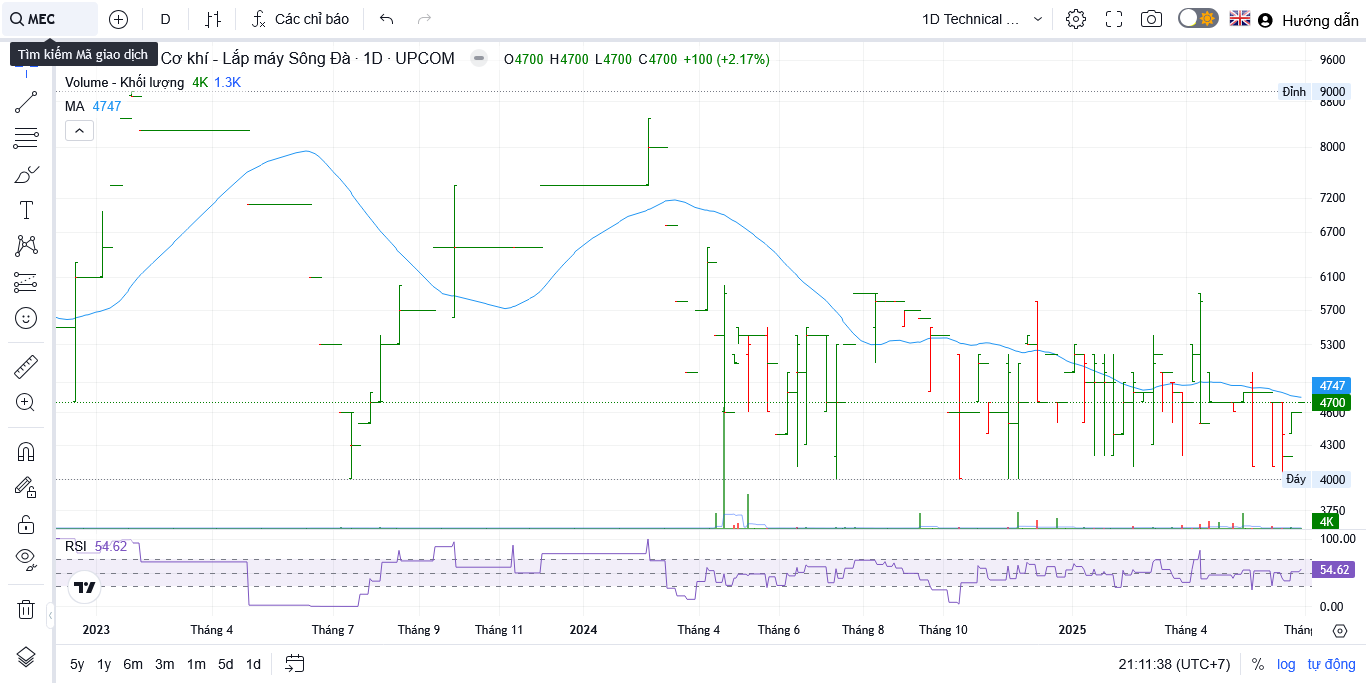 MEC
D
Các chỉ báo
1D Technical ...
Hướng dẫn
Tìm kiếm Mã giao dịch
Cơ khí - Lắp máy Sông Đà · 1D · UPCOM
O4700 H4700 L4700 C4700 +100 (+2.17%)
Volume - Khối lượng 4K 1.3K
MA 4747
9600
Đỉnh 9000
8800
8000
7200
6700
6100
5700
5300
4747
4700
4600
4300
Đáy 4000
3750
4K
RSI 54.62
100.00
54.62
0.00
2023 Tháng 4 Tháng 7 Tháng 9 Tháng 11 2024 Tháng 4 Tháng 6 Tháng 8 Tháng 10 2025 Tháng 4 Thán
5y 1y 6m 3m 1m 5d 1d
21:11:38 (UTC+7) % log tự động